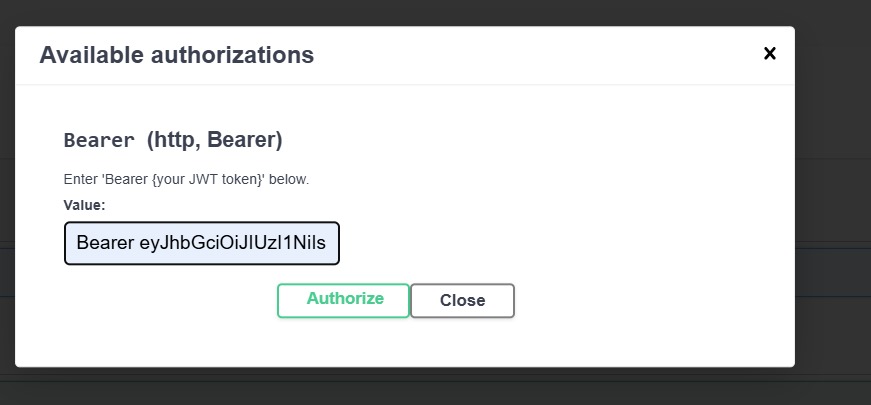 Available authorizations
×
Bearer (http, Bearer)
Enter 'Bearer {your JWT token}' below.
Value:
Bearer eyJhbGciOiJIUzI1NiIs
Authorize
Close